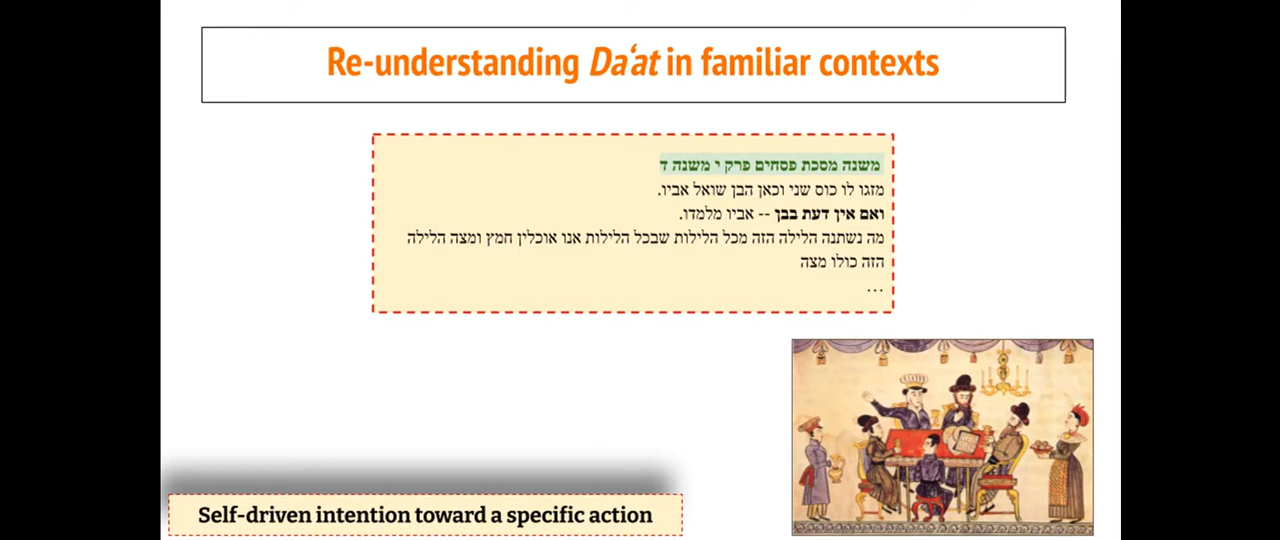 Re-understanding Da‘at in familiar contexts
משנה מסכת פסחים פרק י משנה ד
מזגו לו כוס שני וכאן הבן שואל אביו.
ואם אין דעת בבן -- אביו מלמדו.
מה נשתנה הלילה הזה מכל הלילות שבכל הלילות אנו אוכלין חמץ ומצה הלילה
הזה כולו מצה
...
Self-driven intention toward a specific action